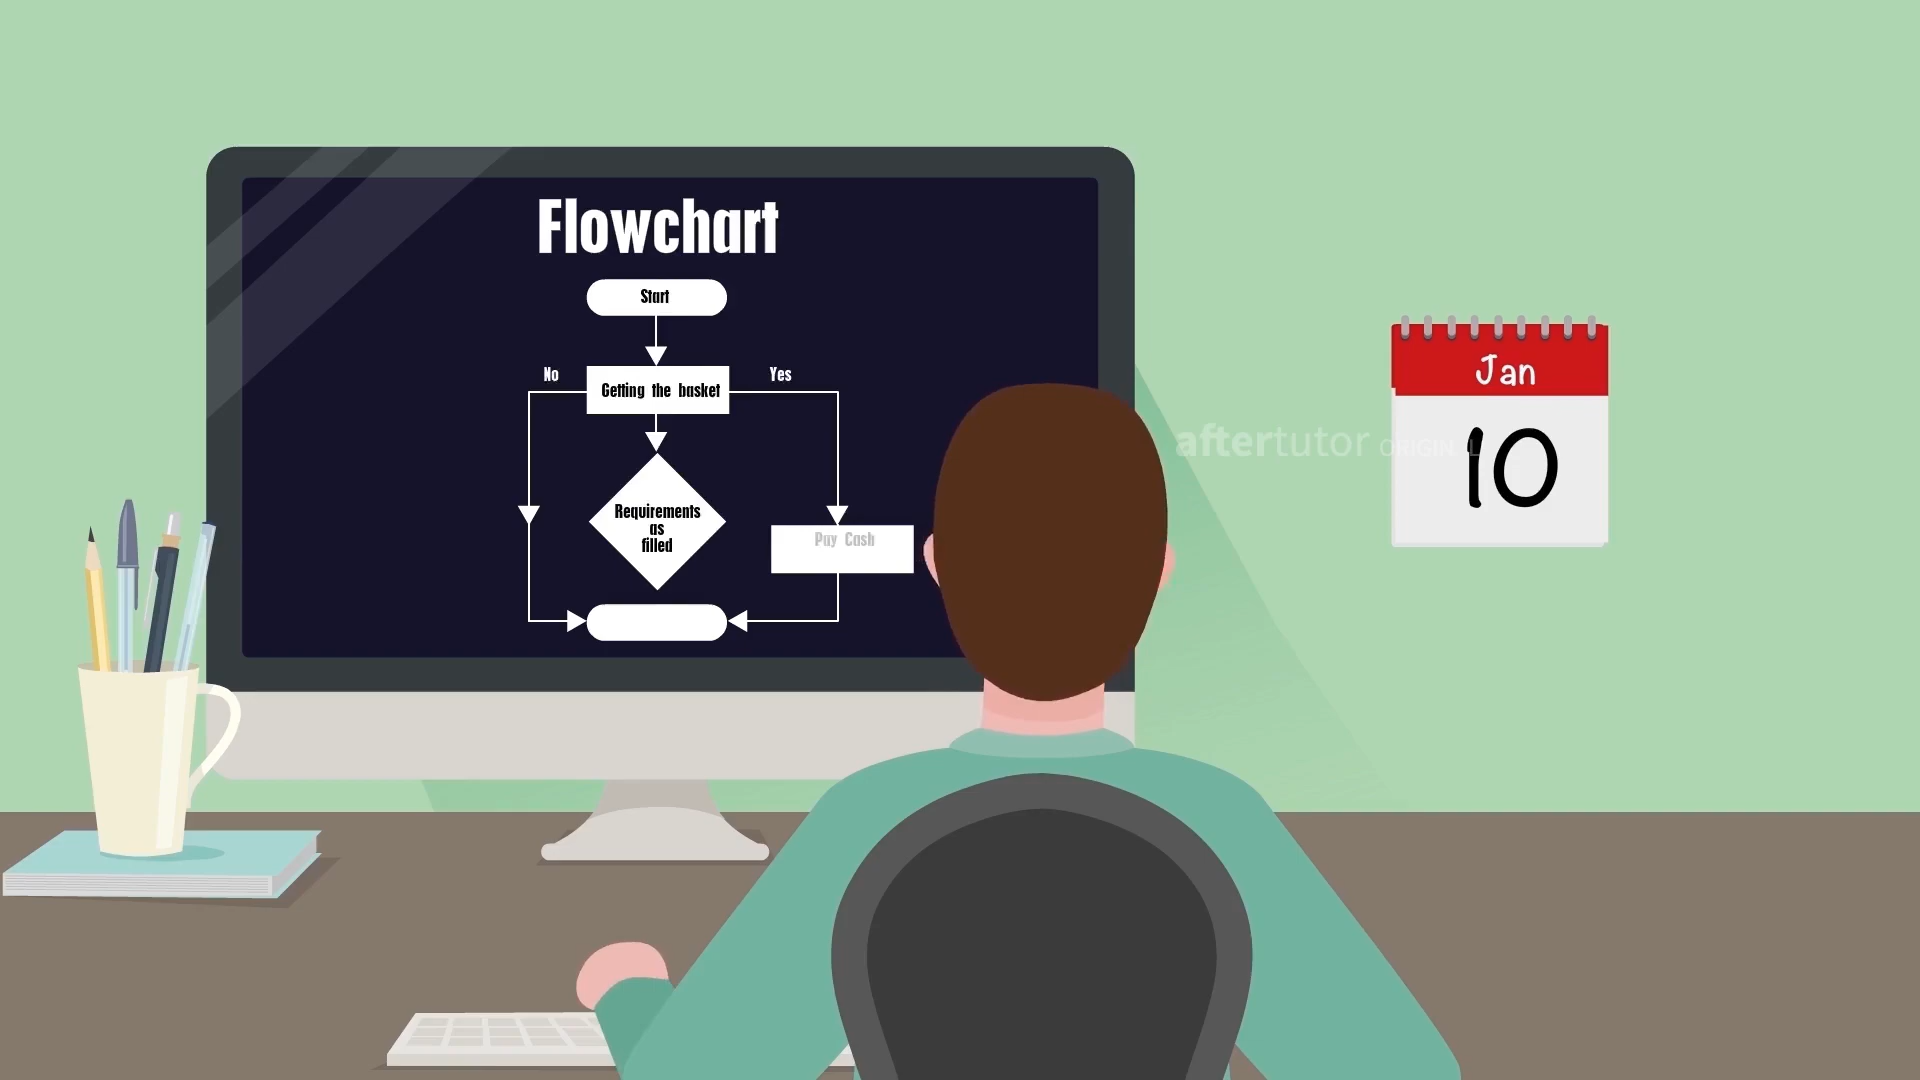 Flowchart
Start
No
Yes
Getting the basket
Requirements
as
filled
Pay Cash
Jan
10
aftertutor